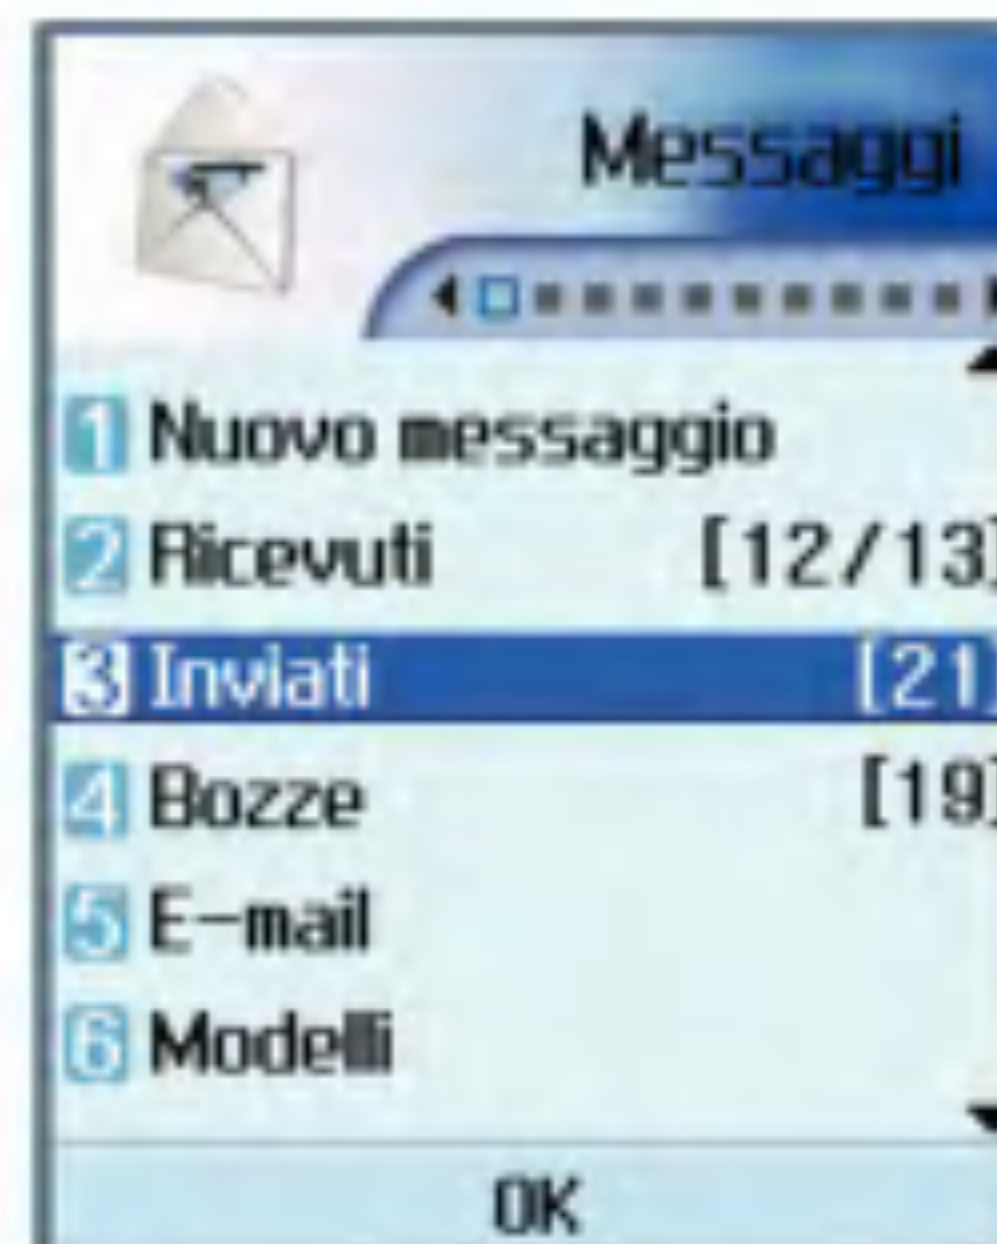 Messaggi
1 Nuovo messaggio
2 Ricevuti [12/13]
3 Inviati [21]
4 Bozze [19]
5 E-mail
6 Modelli
OK